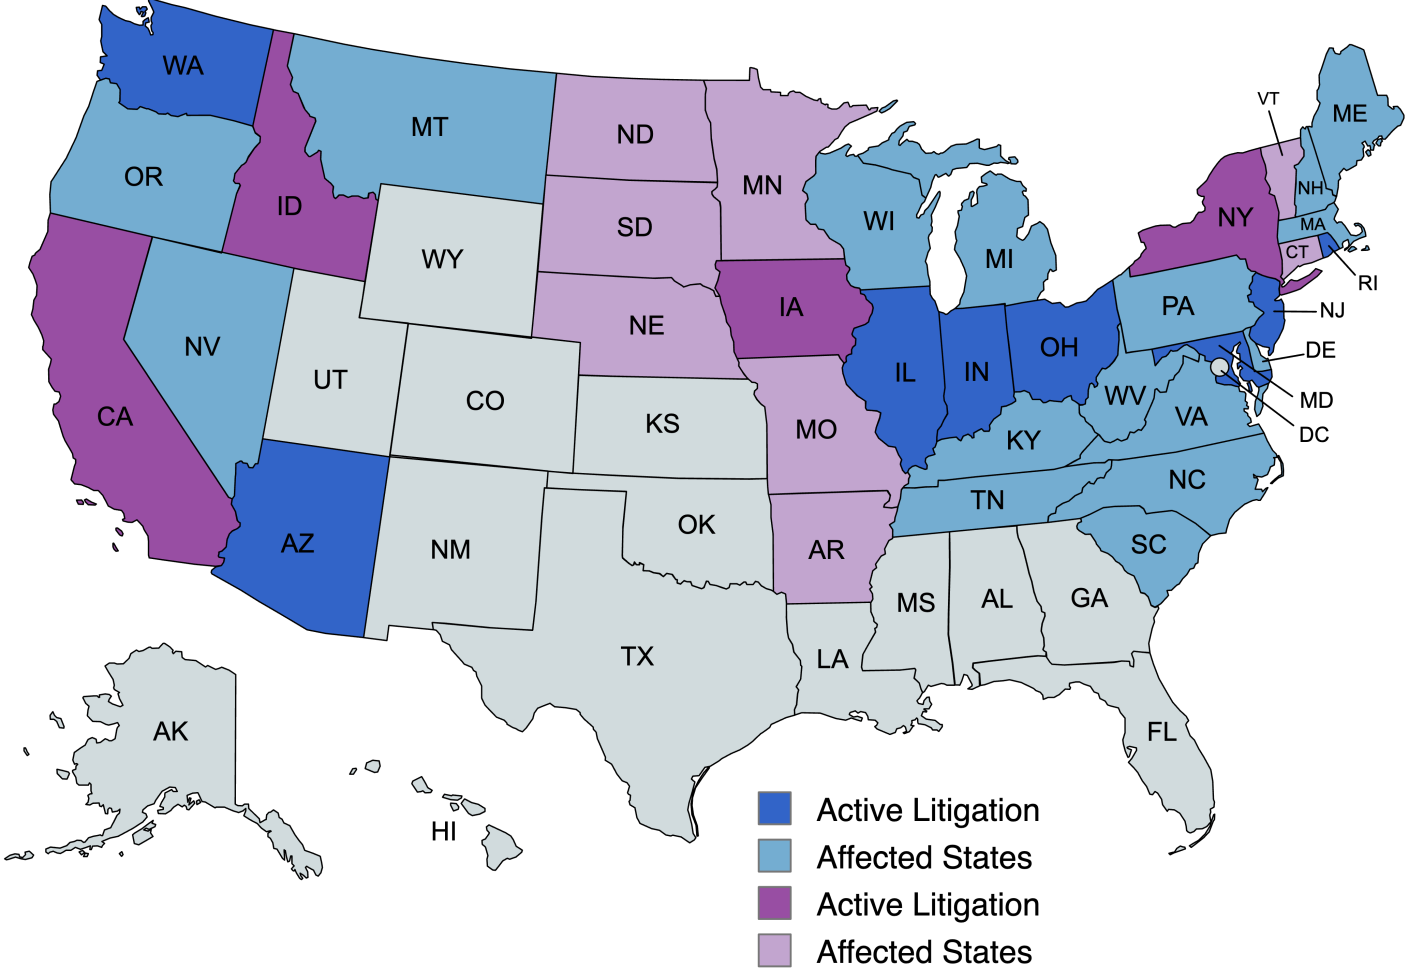 VT
WA
ME
MT
ND
OR
MN
NH
ID
NY
WI
MA
SD
CT
WY
MI
RI
IA
PA
NJ
NE
NV
OH
DE
IL
IN
UT
WV
CO
MD
CA
VA
KS
MO
DC
KY
NC
TN
OK
AZ
SC
NM
AR
MS
AL
GA
TX
LA
AK
FL
HI
Active Litigation
Affected States
Active Litigation
Affected States